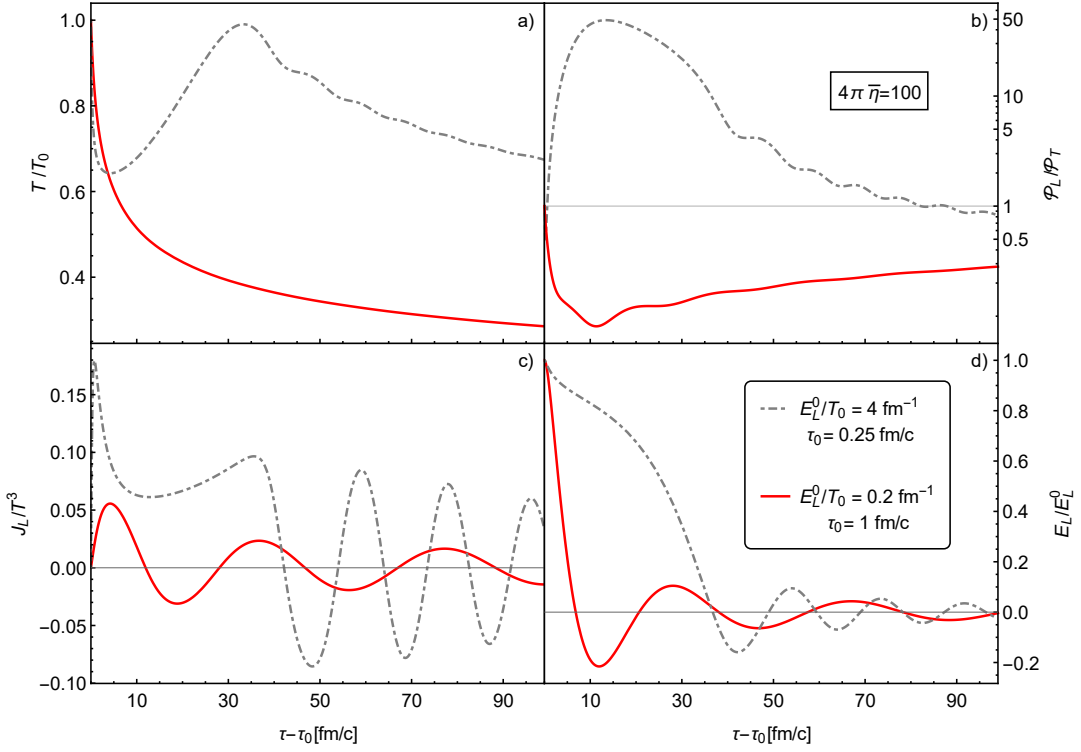 a)
1.0
0.8
0.6
0.4
T/T₀
b)
50
10
5
1
0.5
𝒫_L/𝒫_T
4π η̅=100
c)
0.15
0.10
0.05
0.00
−0.05
−0.10
J_L/T³
0 10 30 50 70 90
τ−τ₀[fm/c]
d)
1.0
0.8
0.6
0.4
0.2
0.0
−0.2
E_L/E_L⁰
E_L⁰/T₀ = 4 fm⁻¹
τ₀= 0.25 fm/c
E_L⁰/T₀ = 0.2 fm⁻¹
τ₀= 1 fm/c
10 30 50 70 90
τ−τ₀[fm/c]